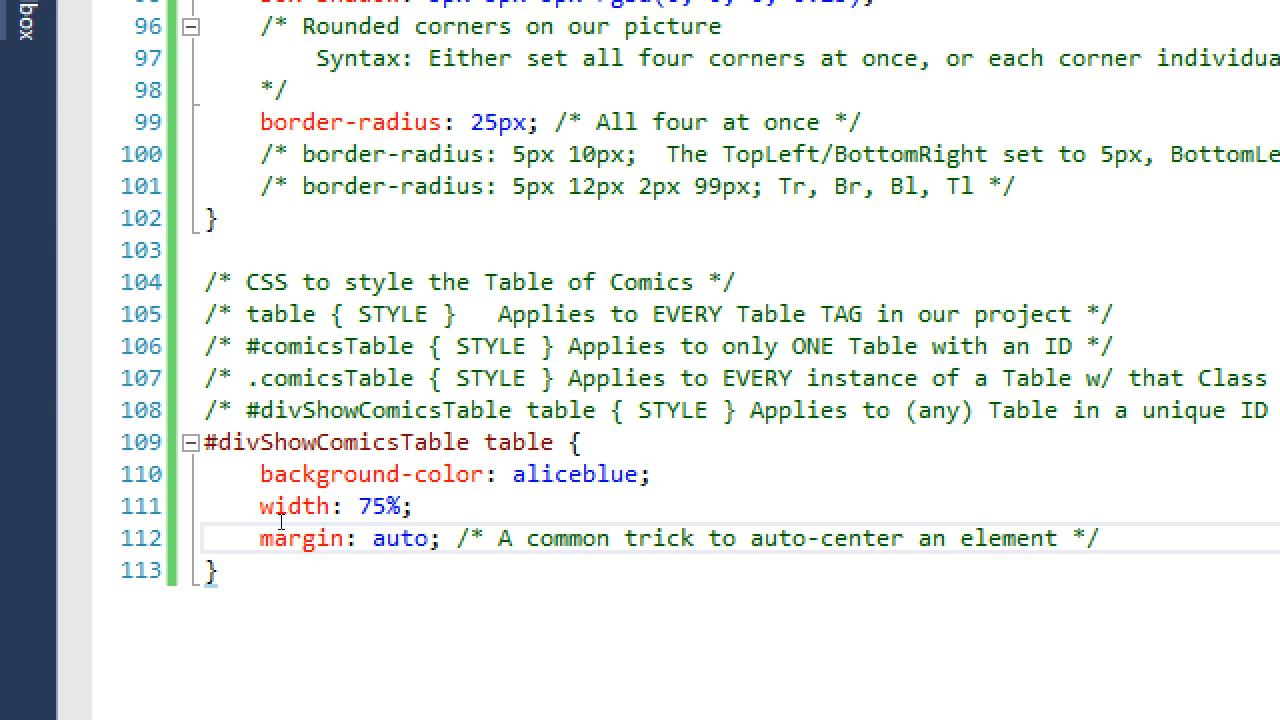 box
96 /* Rounded corners on our picture
97 Syntax: Either set all four corners at once, or each corner
98 */
99 border-radius: 25px; /* All four at once */
100 /* border-radius: 5px 10px;  The TopLeft/BottomRight set to 5px,
101 /* border-radius: 5px 12px 2px 99px; Tr, Br, Bl, Tl */
102 }
103
104 /* CSS to style the Table of Comics */
105 /* table { STYLE }   Applies to EVERY Table TAG in our project */
106 /* #comicsTable { STYLE } Applies to only ONE Table with an ID */
107 /* .comicsTable { STYLE } Applies to EVERY instance of a Table w/ that Class
108 /* #divShowComicsTable table { STYLE } Applies to (any) Table in a unique ID
109 #divShowComicsTable table {
110 background-color: aliceblue;
111 width: 75%;
112 margin: auto; /* A common trick to auto-center an element */
113 }